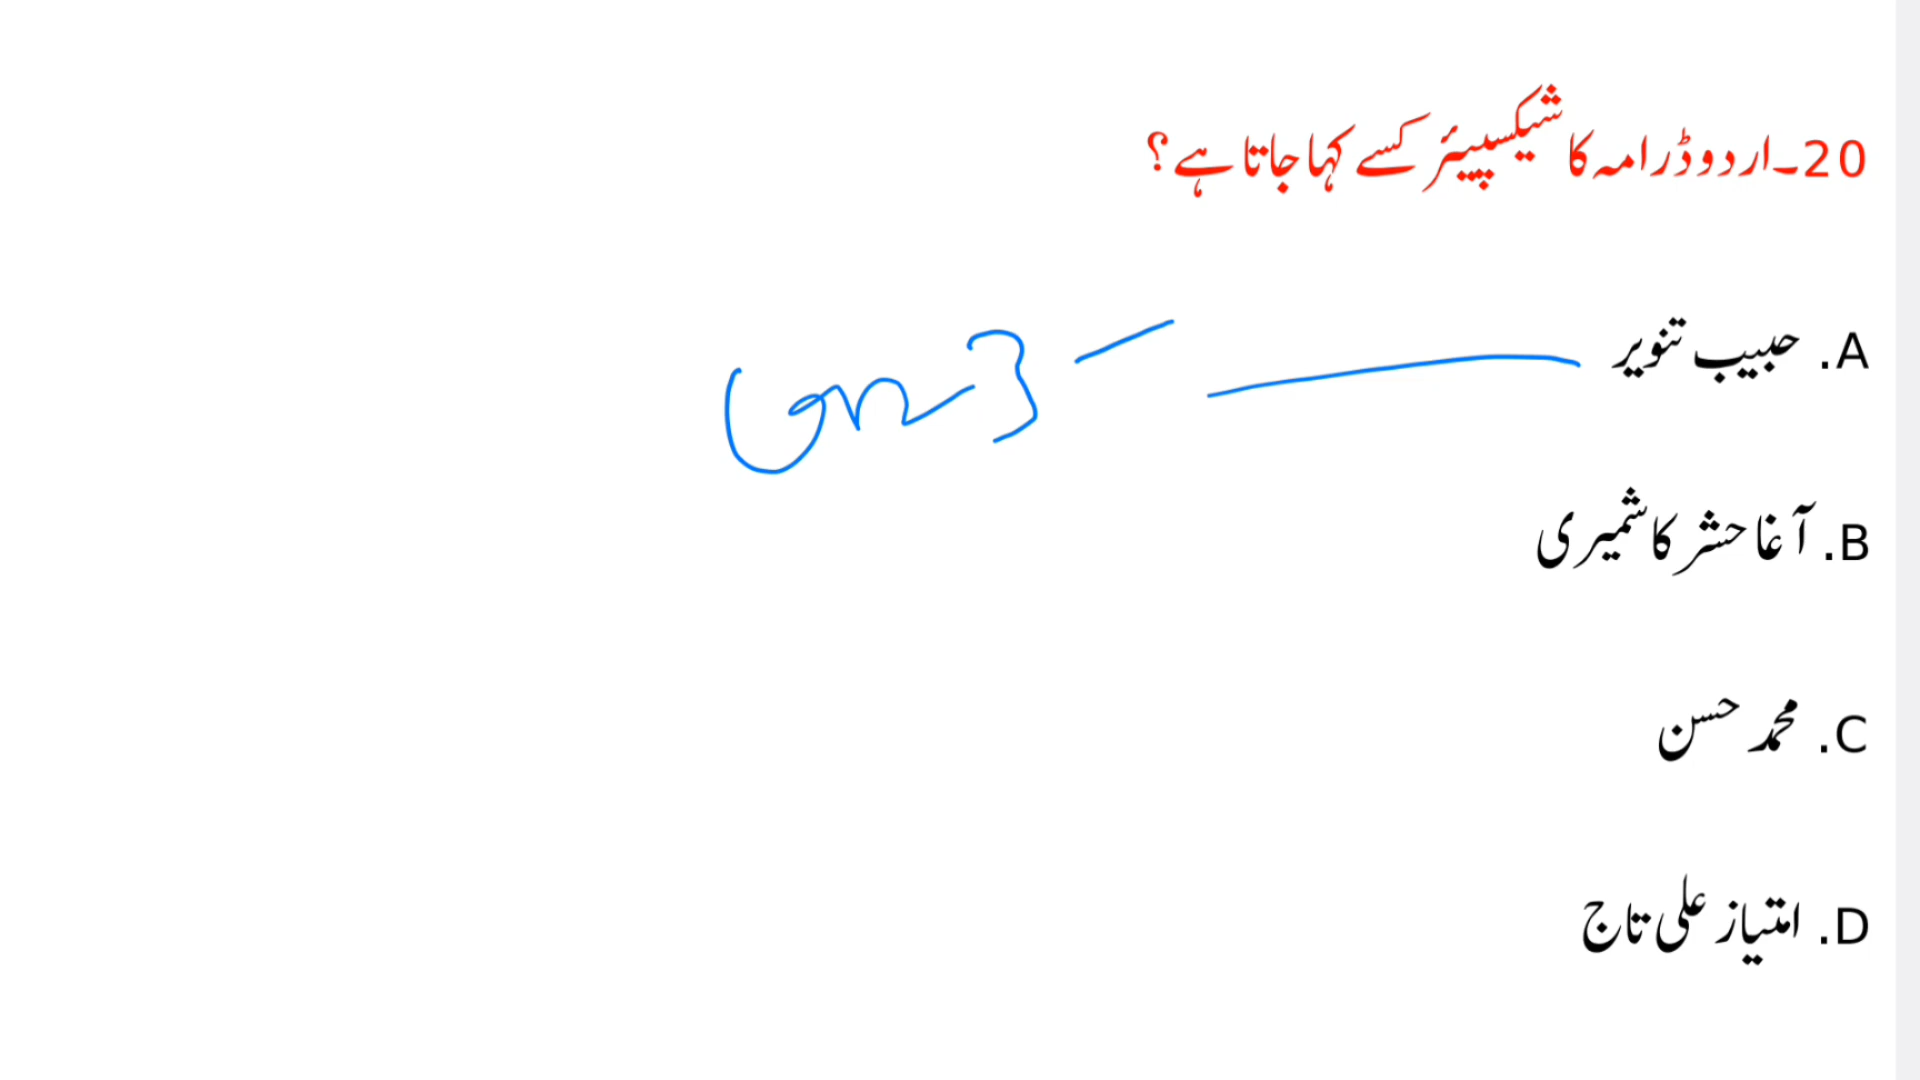 20۔اردو ڈرامہ کا شیکسپیئر کسے کہا جاتا ہے؟
A. حبیب تنویر
B. آغا حشر کاشمیری
C. محمد حسن
D. امتیاز علی تاج